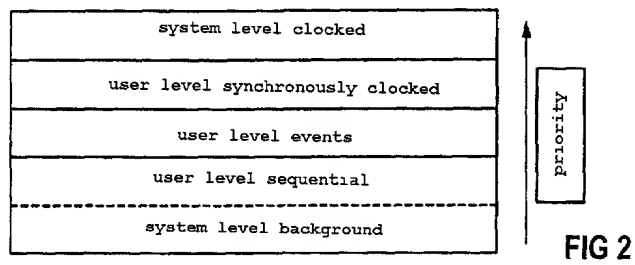 system level clocked
user level synchronously clocked
user level events
user level sequential
system level background
priority
FIG 2